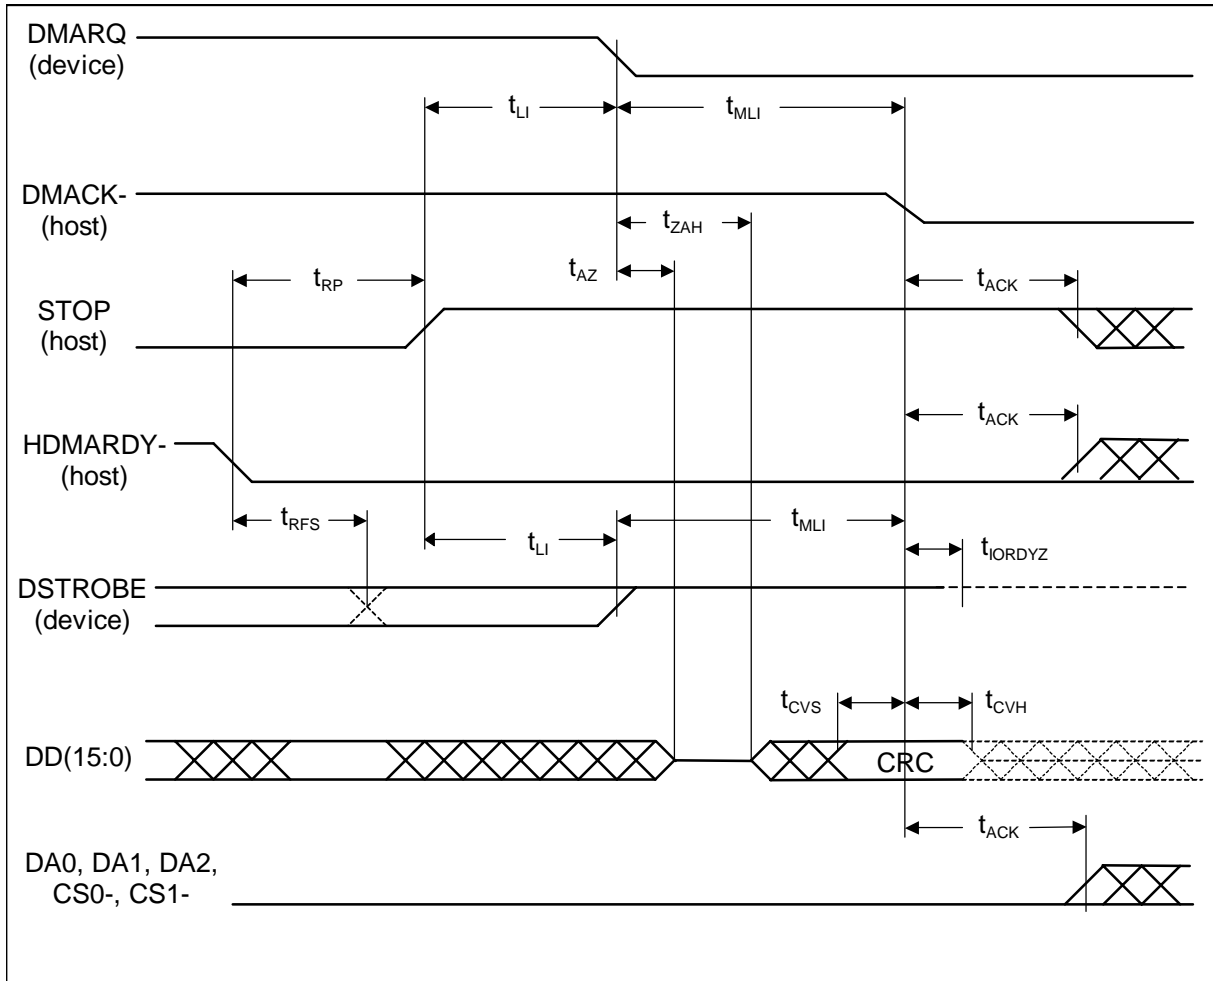 DMARQ
(device)
tLI
tMLI
DMACK-
(host)
tZAH
tAZ
tRP
tACK
STOP
(host)
tACK
HDMARDY-
(host)
tRFS
tLI
tMLI
tIORDYZ
DSTROBE
(device)
tCVS
tCVH
DD(15:0)
CRC
tACK
DA0, DA1, DA2,
CS0-, CS1-